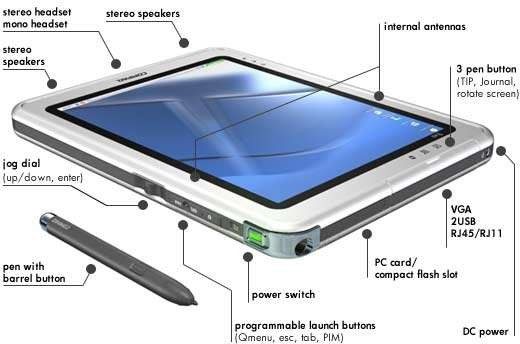 stereo headset
mono headset
stereo speakers
internal antennas
stereo
speakers
3 pen button
(TIP, Journal,
rotate screen)
COMPAQ
jog dial
(up/down, enter)
VGA
2USB
RJ45/RJ11
pen with
barrel button
PC card/
compact flash slot
power switch
programmable launch buttons
(Qmenu, esc, tab, PIM)
DC power